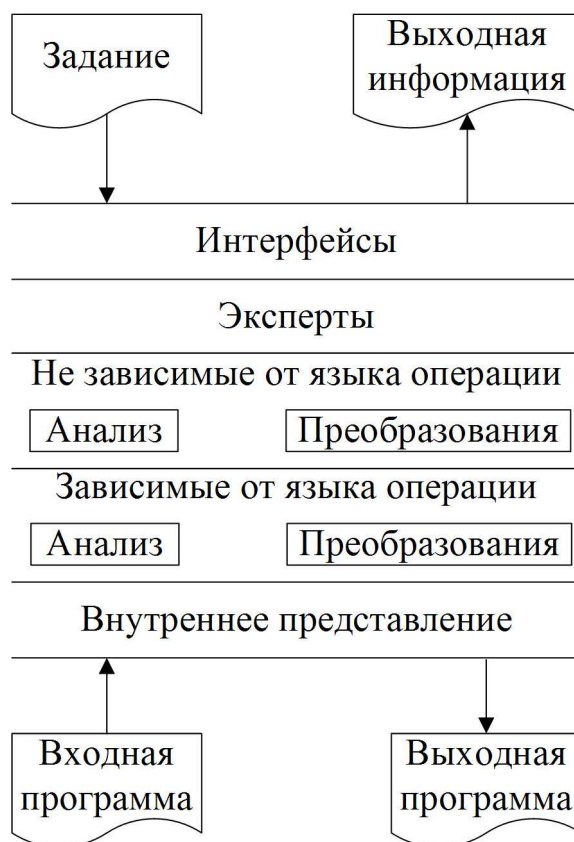 Задание
Выходная
информация
Интерфейсы
Эксперты
Не зависимые от языка операции
Анализ
Преобразования
Зависимые от языка операции
Анализ
Преобразования
Внутреннее представление
Входная
программа
Выходная
программа